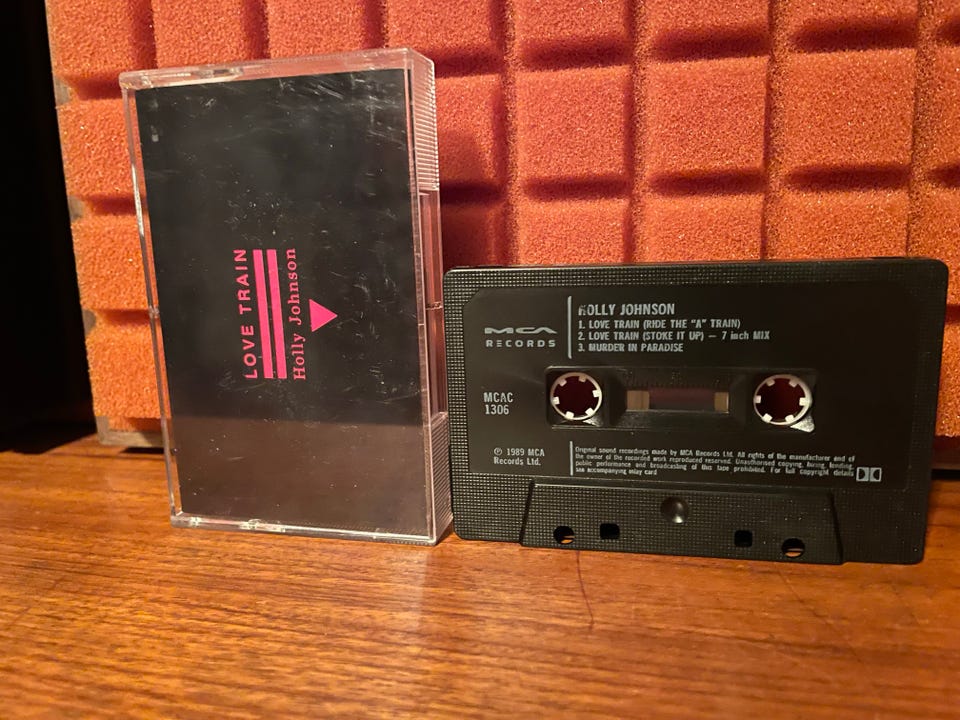 LOVE TRAIN
Holly Johnson
MCA
RECORDS
HOLLY JOHNSON
1. LOVE TRAIN (RIDE THE "A" TRAIN)
2. LOVE TRAIN (STOKE IT UP) – 7 inch MIX
3. MURDER IN PARADISE
MCAC
1306
℗ 1989 MCA
Records Ltd.
Original sound recordings made by MCA Records Ltd. All rights of the manufacturer and of
the owner of the recorded work reproduced reserved. Unauthorised copying, hiring, lending,
public performance and broadcasting of this tape prohibited. For full copyright details
see accompanying inlay card